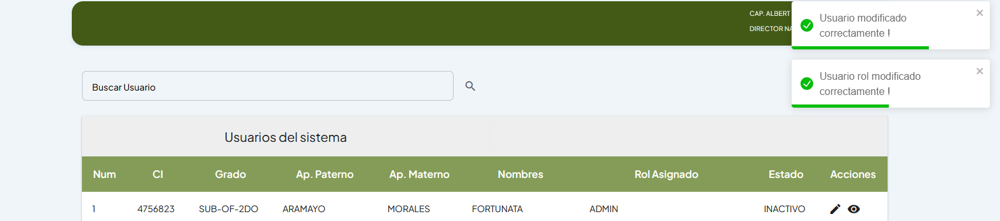 CAP. ALBERT
DIRECTOR NA
Usuario modificado
correctamente !
Usuario rol modificado
correctamente !
Buscar Usuario
Usuarios del sistema
Num CI Grado Ap. Paterno Ap. Materno Nombres Rol Asignado Estado Acciones
1 4756823 SUB-OF-2DO ARAMAYO MORALES FORTUNATA ADMIN INACTIVO